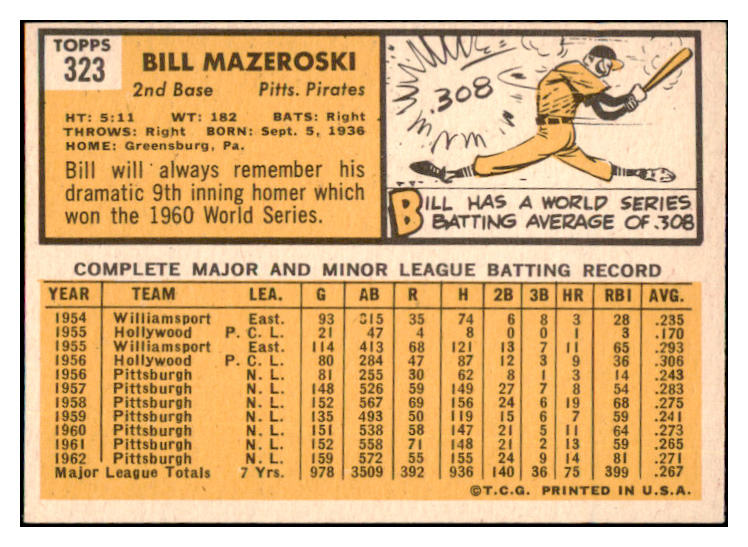 TOPPS
323
BILL MAZEROSKI
2nd Base Pitts. Pirates
HT: 5:11 WT: 182 BATS: Right
THROWS: Right BORN: Sept. 5, 1936
HOME: Greensburg, Pa.
Bill will always remember his
dramatic 9th inning homer which
won the 1960 World Series.
.308
BILL HAS A WORLD SERIES
BATTING AVERAGE OF .308
COMPLETE MAJOR AND MINOR LEAGUE BATTING RECORD
YEAR TEAM LEA. G AB R H 2B 3B HR RBI AVG.
1954 Williamsport East. 93 315 35 74 6 8 3 28 .235
1955 Hollywood P. C. L. 21 47 4 8 0 0 1 3 .170
1955 Williamsport East. 114 413 68 121 13 7 11 65 .293
1956 Hollywood P. C. L. 80 284 47 87 12 3 9 36 .306
1956 Pittsburgh N. L. 81 255 30 62 8 1 3 14 .243
1957 Pittsburgh N. L. 148 526 59 149 27 7 8 54 .283
1958 Pittsburgh N. L. 152 567 69 156 24 6 19 68 .275
1959 Pittsburgh N. L. 135 493 50 119 15 6 7 59 .241
1960 Pittsburgh N. L. 151 538 58 147 21 5 11 64 .273
1961 Pittsburgh N. L. 152 558 71 148 21 2 13 59 .265
1962 Pittsburgh N. L. 159 572 55 155 24 9 14 81 .271
Major League Totals 7 Yrs. 978 3509 392 936 140 36 75 399 .267
©T.C.G. PRINTED IN U.S.A.